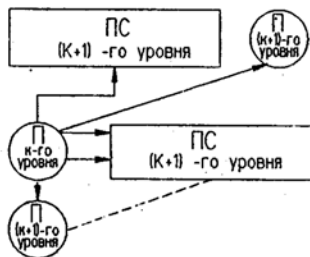 ПС
(К+1) -го уровня
П
(к+1)-го
уровня
П
к-го
уровня
ПС
(К+1) -го уровня
П
(к+1)-го
уровня